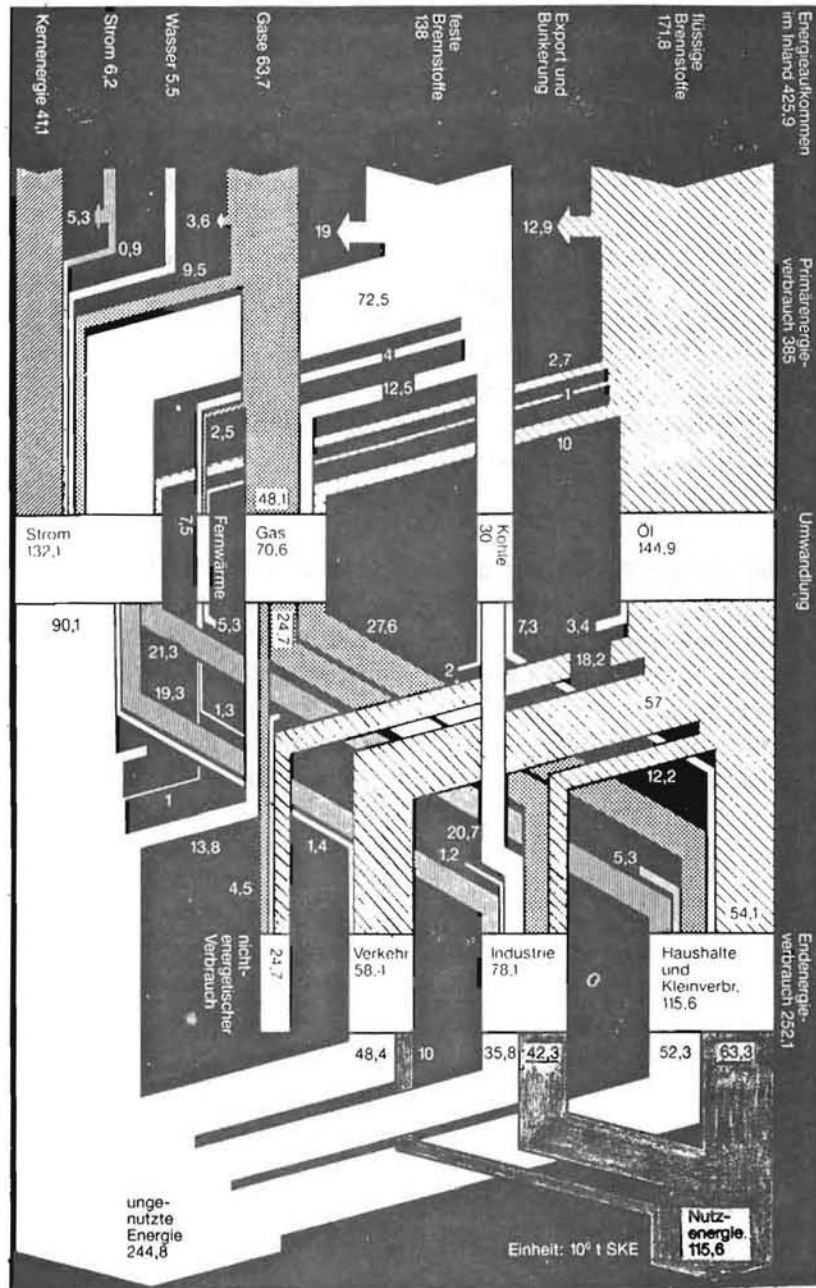 Energieaufkommen
im Inland 425,9
flüssige
Brennstoffe
171,8
Export und
Bunkerung
feste
Brennstoffe
138
Gase 63,7
Wasser 5.5
Strom 6,2
Kernenergie 41,1
5,3
0,9
3,6
9,5
19
12,9
72,5
Primärenergie-
verbrauch 385
4
12,5
2,7
1
2,5
10
48,1
7,5
Umwandlung
Strom
132,1
Fernwärme
Gas
70,6
Kohle
30
Öl
144,9
90,1
5,3
24,7
27,6
7,3
3,4
21,3
2
18,2
19,3
1,3
57
1
12,2
13,8
1,4
20,7
1,2
5,3
4,5
54,1
nicht-
energetischer
Verbrauch
24,7
Verkehr
58,4
Industrie
78,1
Haushalte
und
Kleinverbr.
115,6
Endenergie-
verbrauch 252,1
48,4
10
35,8
42,3
52,3
63,3
unge-
nutzte
Energie
244,8
Nutz-
energie.
115,6
Einheit: 10⁶ t SKE